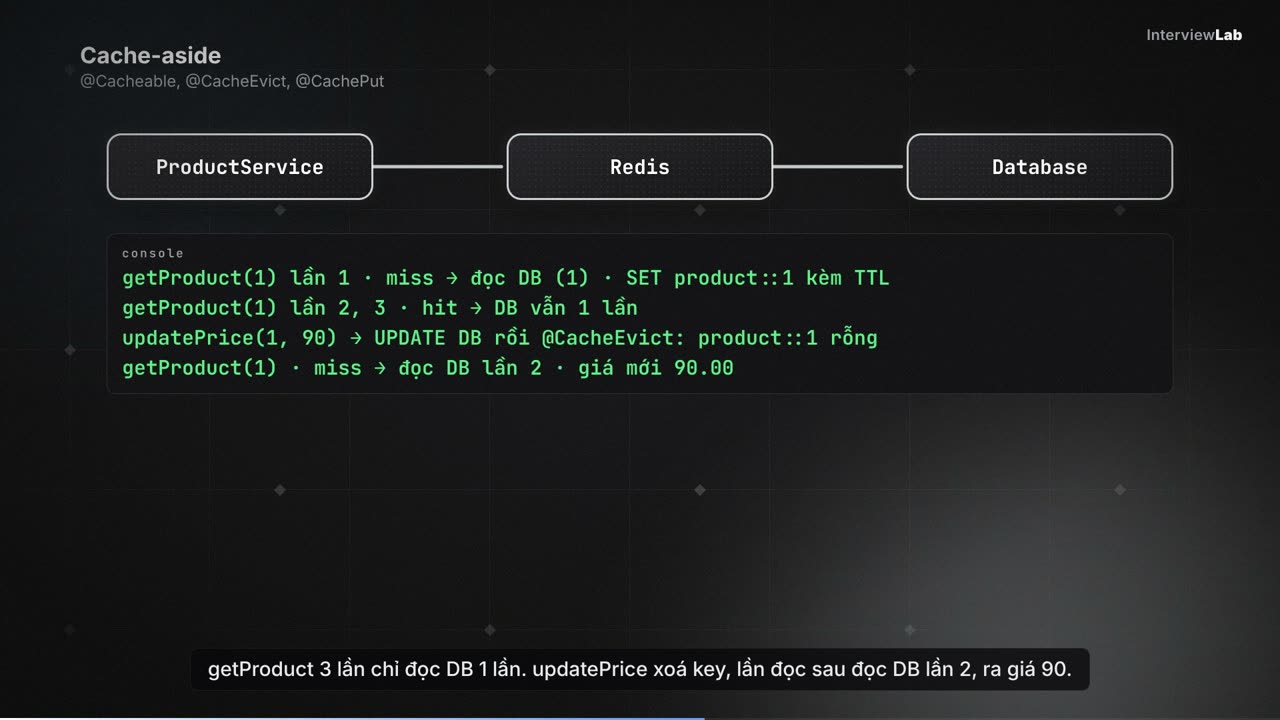 InterviewLab
Cache-aside
@Cacheable, @CacheEvict, @CachePut
ProductService
Redis
Database
console
getProduct(1) lần 1 · miss → đọc DB (1) · SET product::1 kèm TTL
getProduct(1) lần 2, 3 · hit → DB vẫn 1 lần
updatePrice(1, 90) → UPDATE DB rồi @CacheEvict: product::1 rỗng
getProduct(1) · miss → đọc DB lần 2 · giá mới 90.00
getProduct 3 lần chỉ đọc DB 1 lần. updatePrice xoá key, lần đọc sau đọc DB lần 2, ra giá 90.